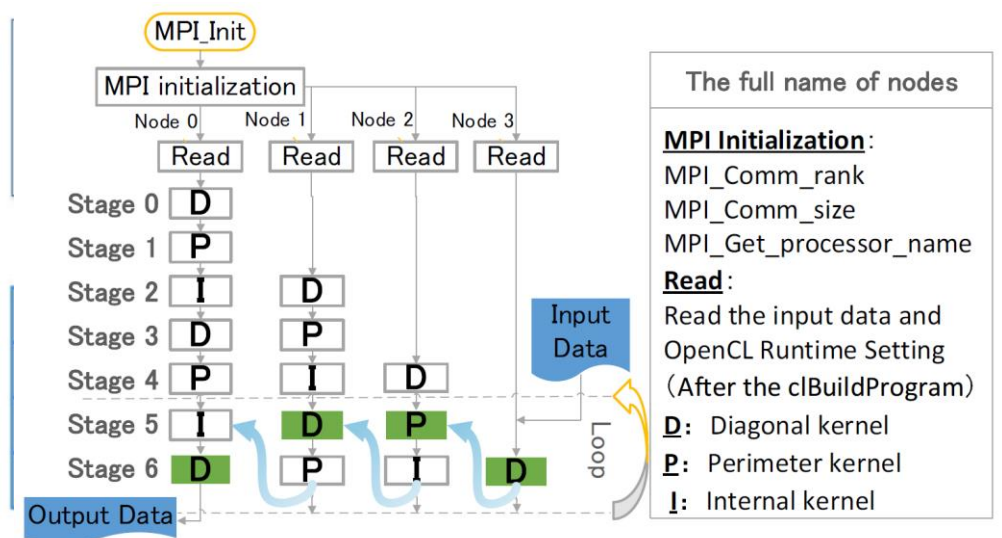 MPI_Init
MPI initialization
Node 0 Node 1 Node 2 Node 3
Read Read Read Read
Stage 0 D
Stage 1 P
Stage 2 I D
Stage 3 D P
Stage 4 P I D
Stage 5 I D P
Stage 6 D P I D
Input
Data
Loop
Output Data
The full name of nodes
MPI Initialization:
MPI_Comm_rank
MPI_Comm_size
MPI_Get_processor_name
Read:
Read the input data and
OpenCL Runtime Setting
(After the clBuildProgram)
D: Diagonal kernel
P: Perimeter kernel
I: Internal kernel